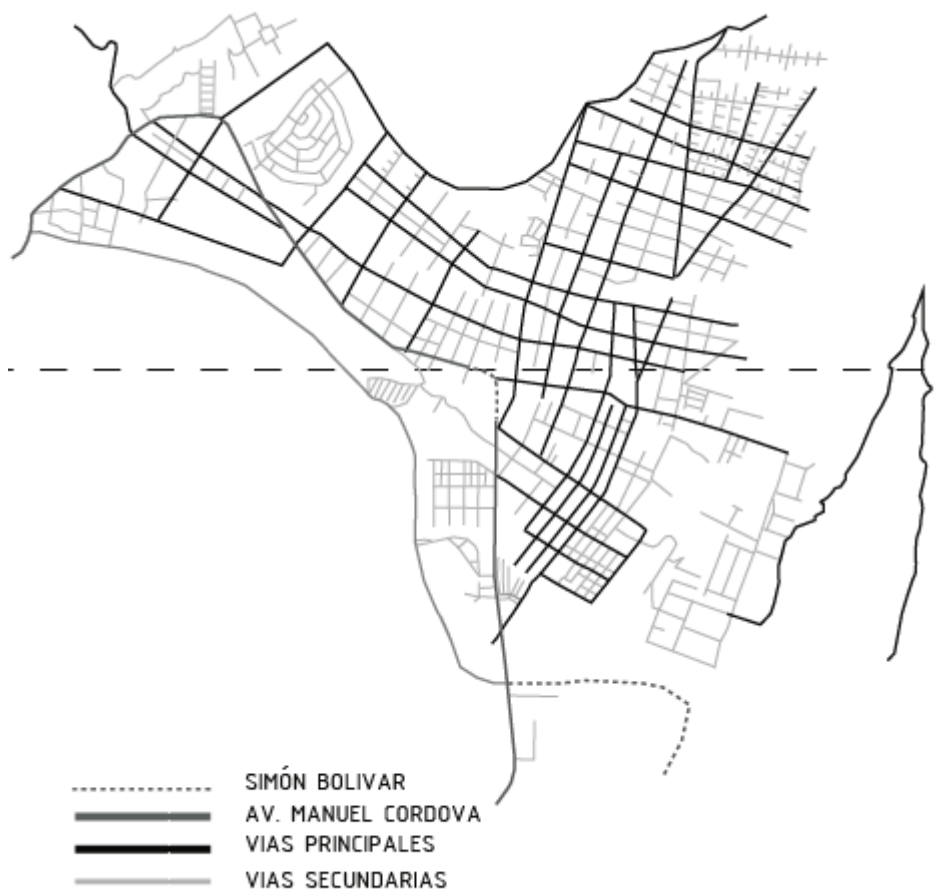 SIMÓN BOLIVAR
AV. MANUEL CORDOVA
VIAS PRINCIPALES
VIAS SECUNDARIAS